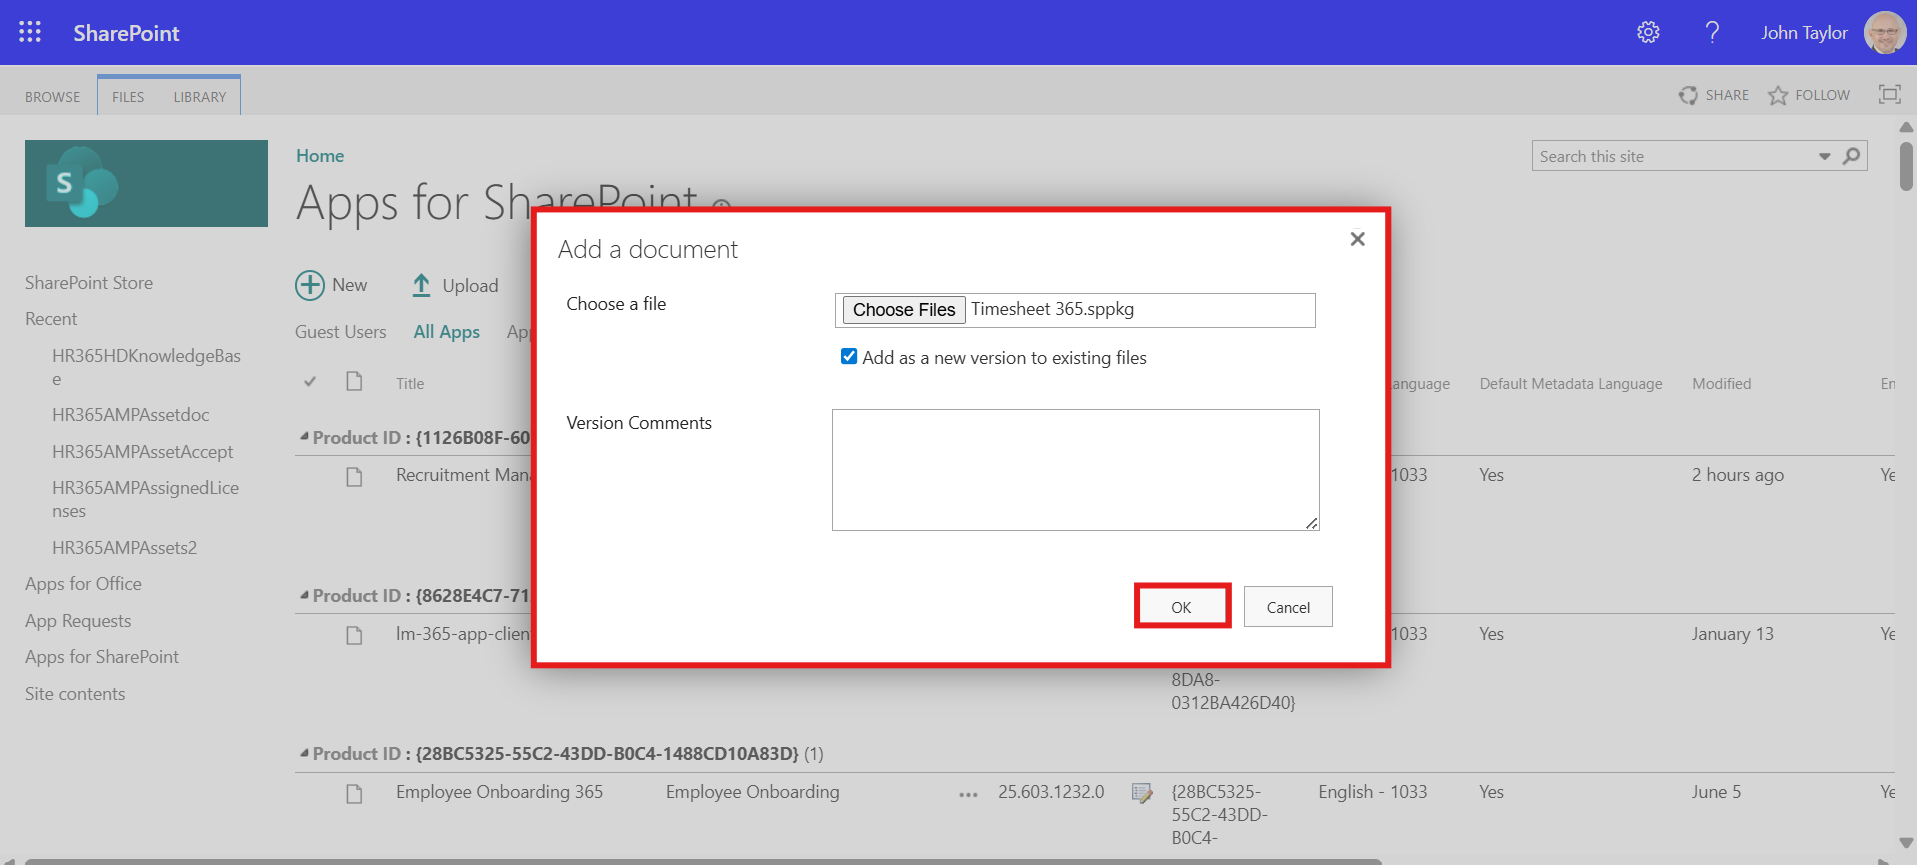 SharePoint
John Taylor
BROWSE
FILES
LIBRARY
SHARE
FOLLOW
S
Home
Search this site
Apps for SharePoint
Add a document
SharePoint Store
New
Upload
Choose a file
Choose Files
Timesheet 365.sppkg
Recent
Guest Users
All Apps
App
HR365HDKnowledgeBas
e
Add as a new version to existing files
Title
Language
Default Metadata Language
Modified
En
HR365AMPAssetdoc
Version Comments
Product ID : {1126B08F-60
HR365AMPAssetAccept
Recruitment Mana
1033
Yes
2 hours ago
Ye
HR365AMPAssignedLice
nses
HR365AMPAssets2
Apps for Office
Product ID : {8628E4C7-71
OK
Cancel
App Requests
lm-365-app-clien
1033
Yes
January 13
Ye
Apps for SharePoint
Site contents
8DA8-
0312BA426D40}
Product ID : {28BC5325-55C2-43DD-B0C4-1488CD10A83D} (1)
Employee Onboarding 365
Employee Onboarding
25.603.1232.0
{28BC5325-
55C2-43DD-
B0C4-
English - 1033
Yes
June 5
Ye